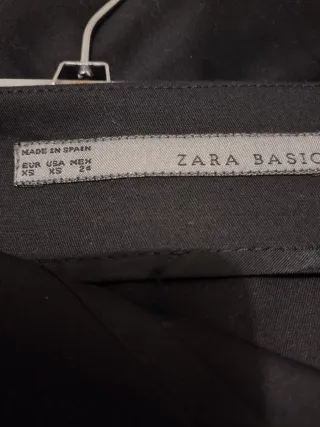 MADE IN SPAIN
EUR USA MEX
XS XS 24
ZARA BASIC